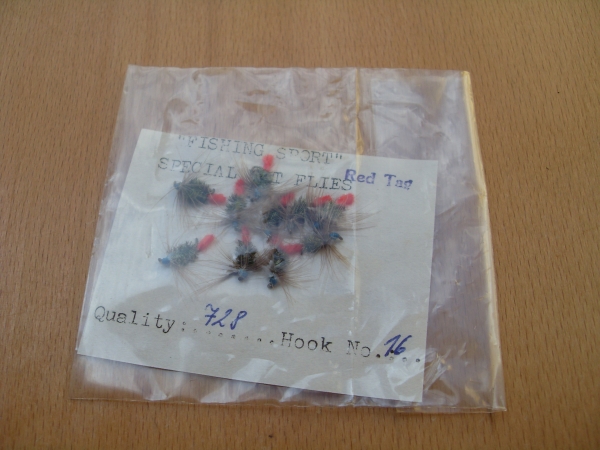 "FISHING SPORT"
SPECIAL FLIES Red Tag
Quality:........Hook No.16...
728